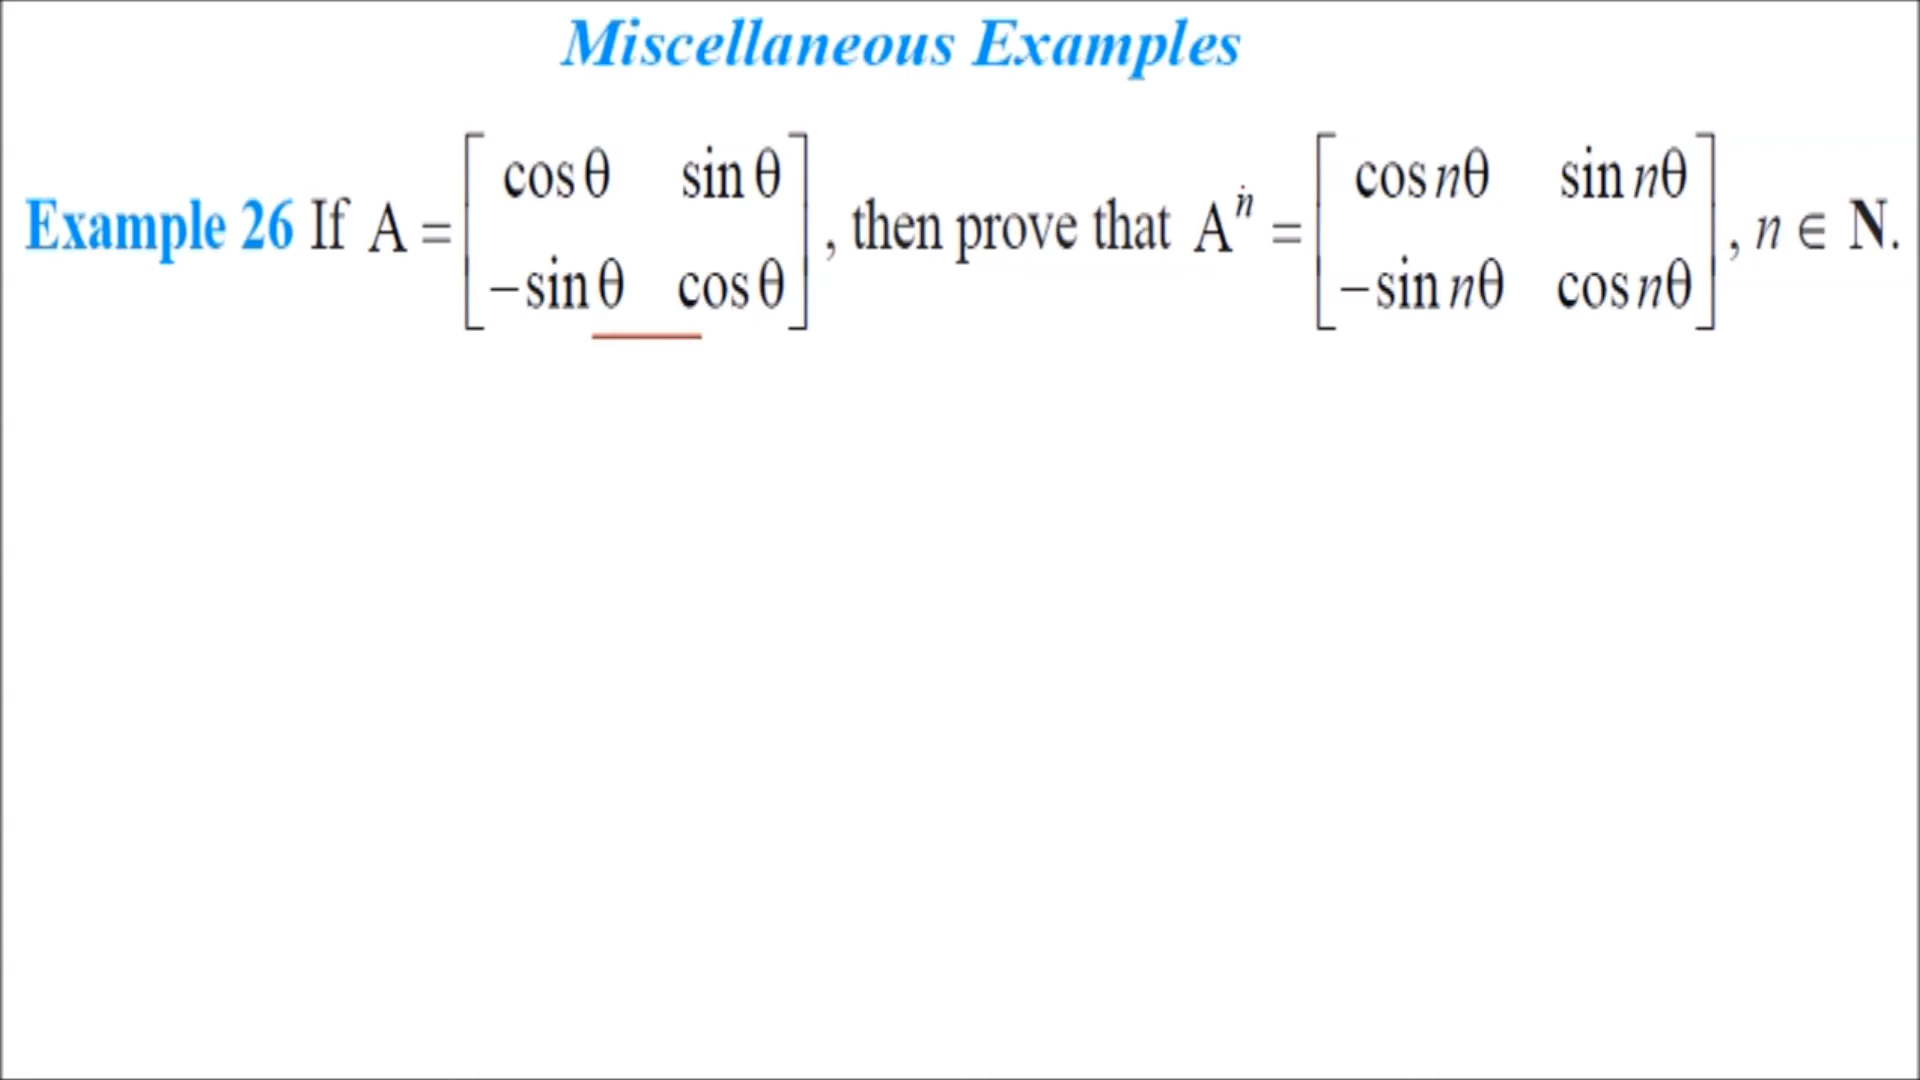 Miscellaneous Examples
Example 26 If A = [ cos θ sin θ ; −sin θ cos θ ], then prove that Aⁿ = [ cos nθ sin nθ ; −sin nθ cos nθ ], n ∈ N.